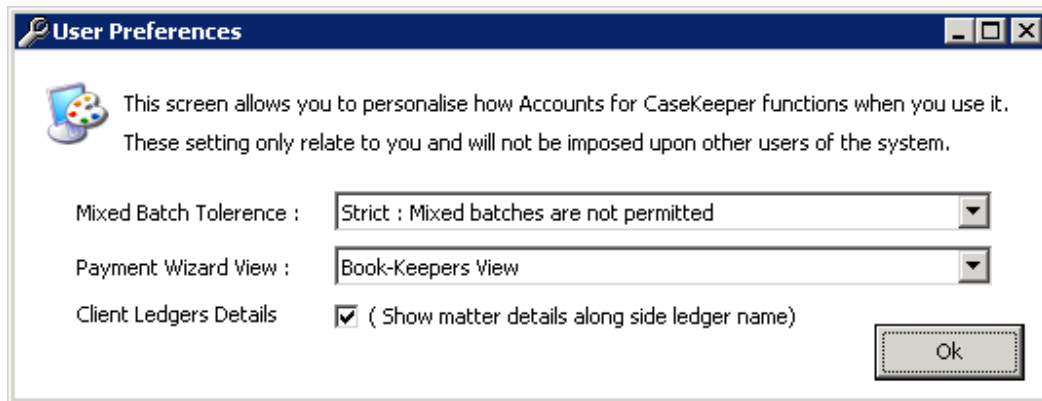 User Preferences
This screen allows you to personalise how Accounts for CaseKeeper functions when you use it.
These setting only relate to you and will not be imposed upon other users of the system.
Mixed Batch Tolerence : Strict : Mixed batches are not permitted
Payment Wizard View : Book-Keepers View
Client Ledgers Details ( Show matter details along side ledger name)
Ok